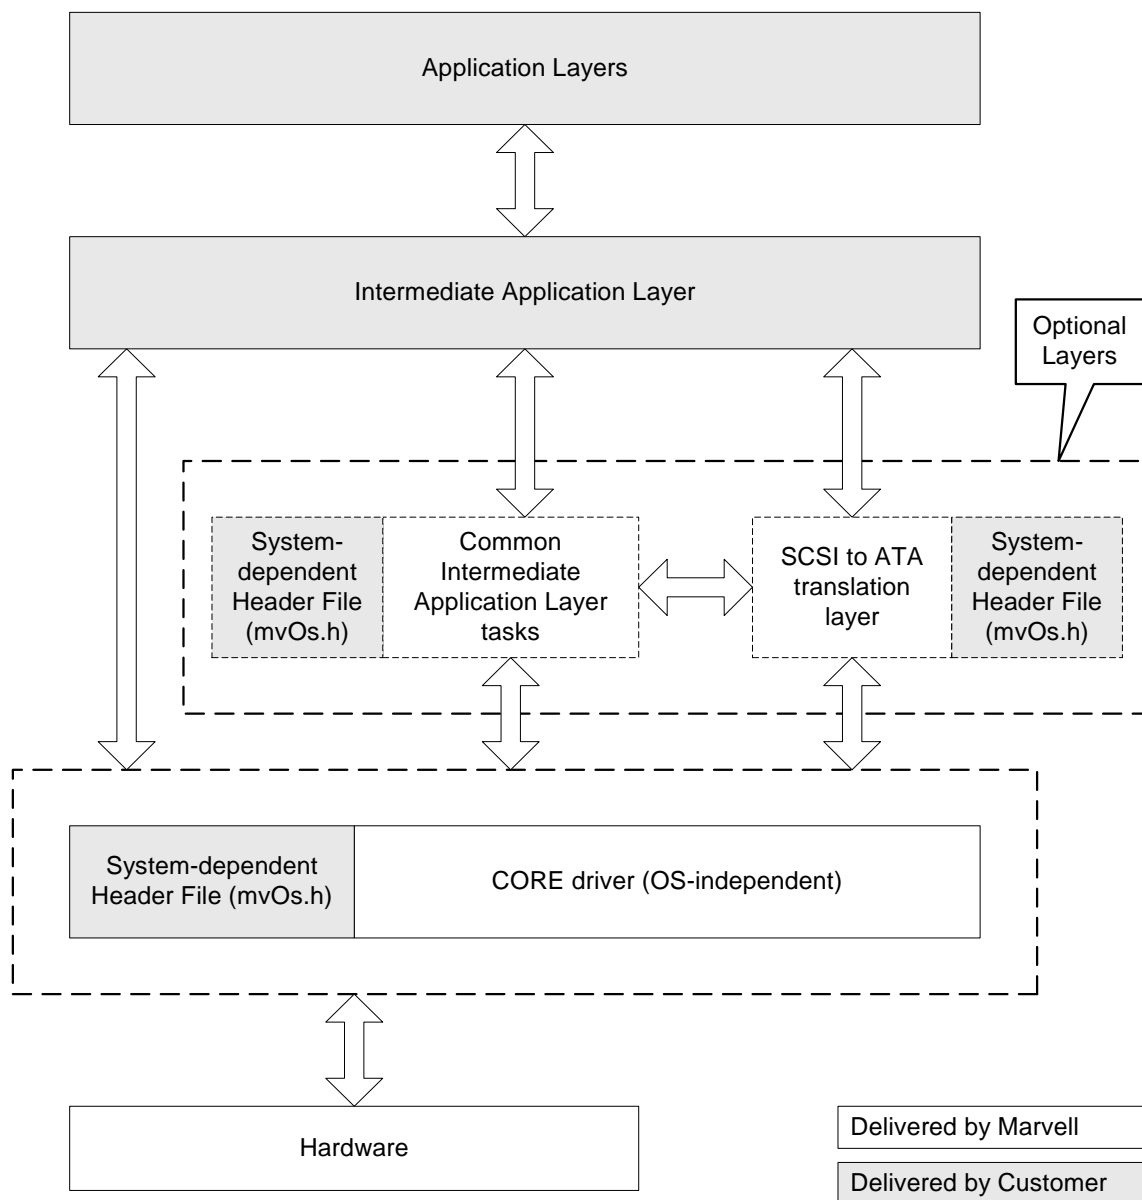 Application Layers
Intermediate Application Layer
Optional
Layers
System-
dependent
Header File
(mvOs.h)
Common
Intermediate
Application Layer
tasks
SCSI to ATA
translation
layer
System-
dependent
Header File
(mvOs.h)
System-dependent
Header File (mvOs.h)
CORE driver (OS-independent)
Hardware
Delivered by Marvell
Delivered by Customer